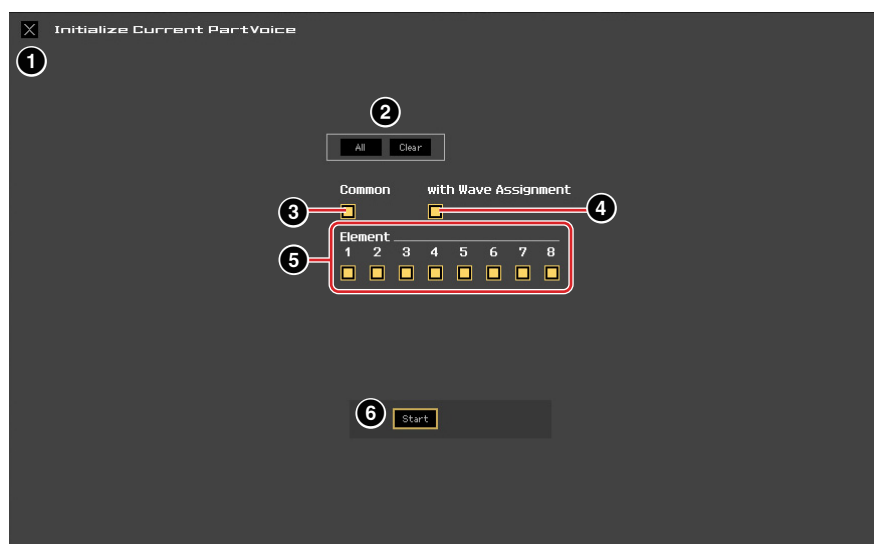 Initialize Current PartVoice
1
2
All Clear
Common with Wave Assignment
3 4
Element
5
1 2 3 4 5 6 7 8
6 Start